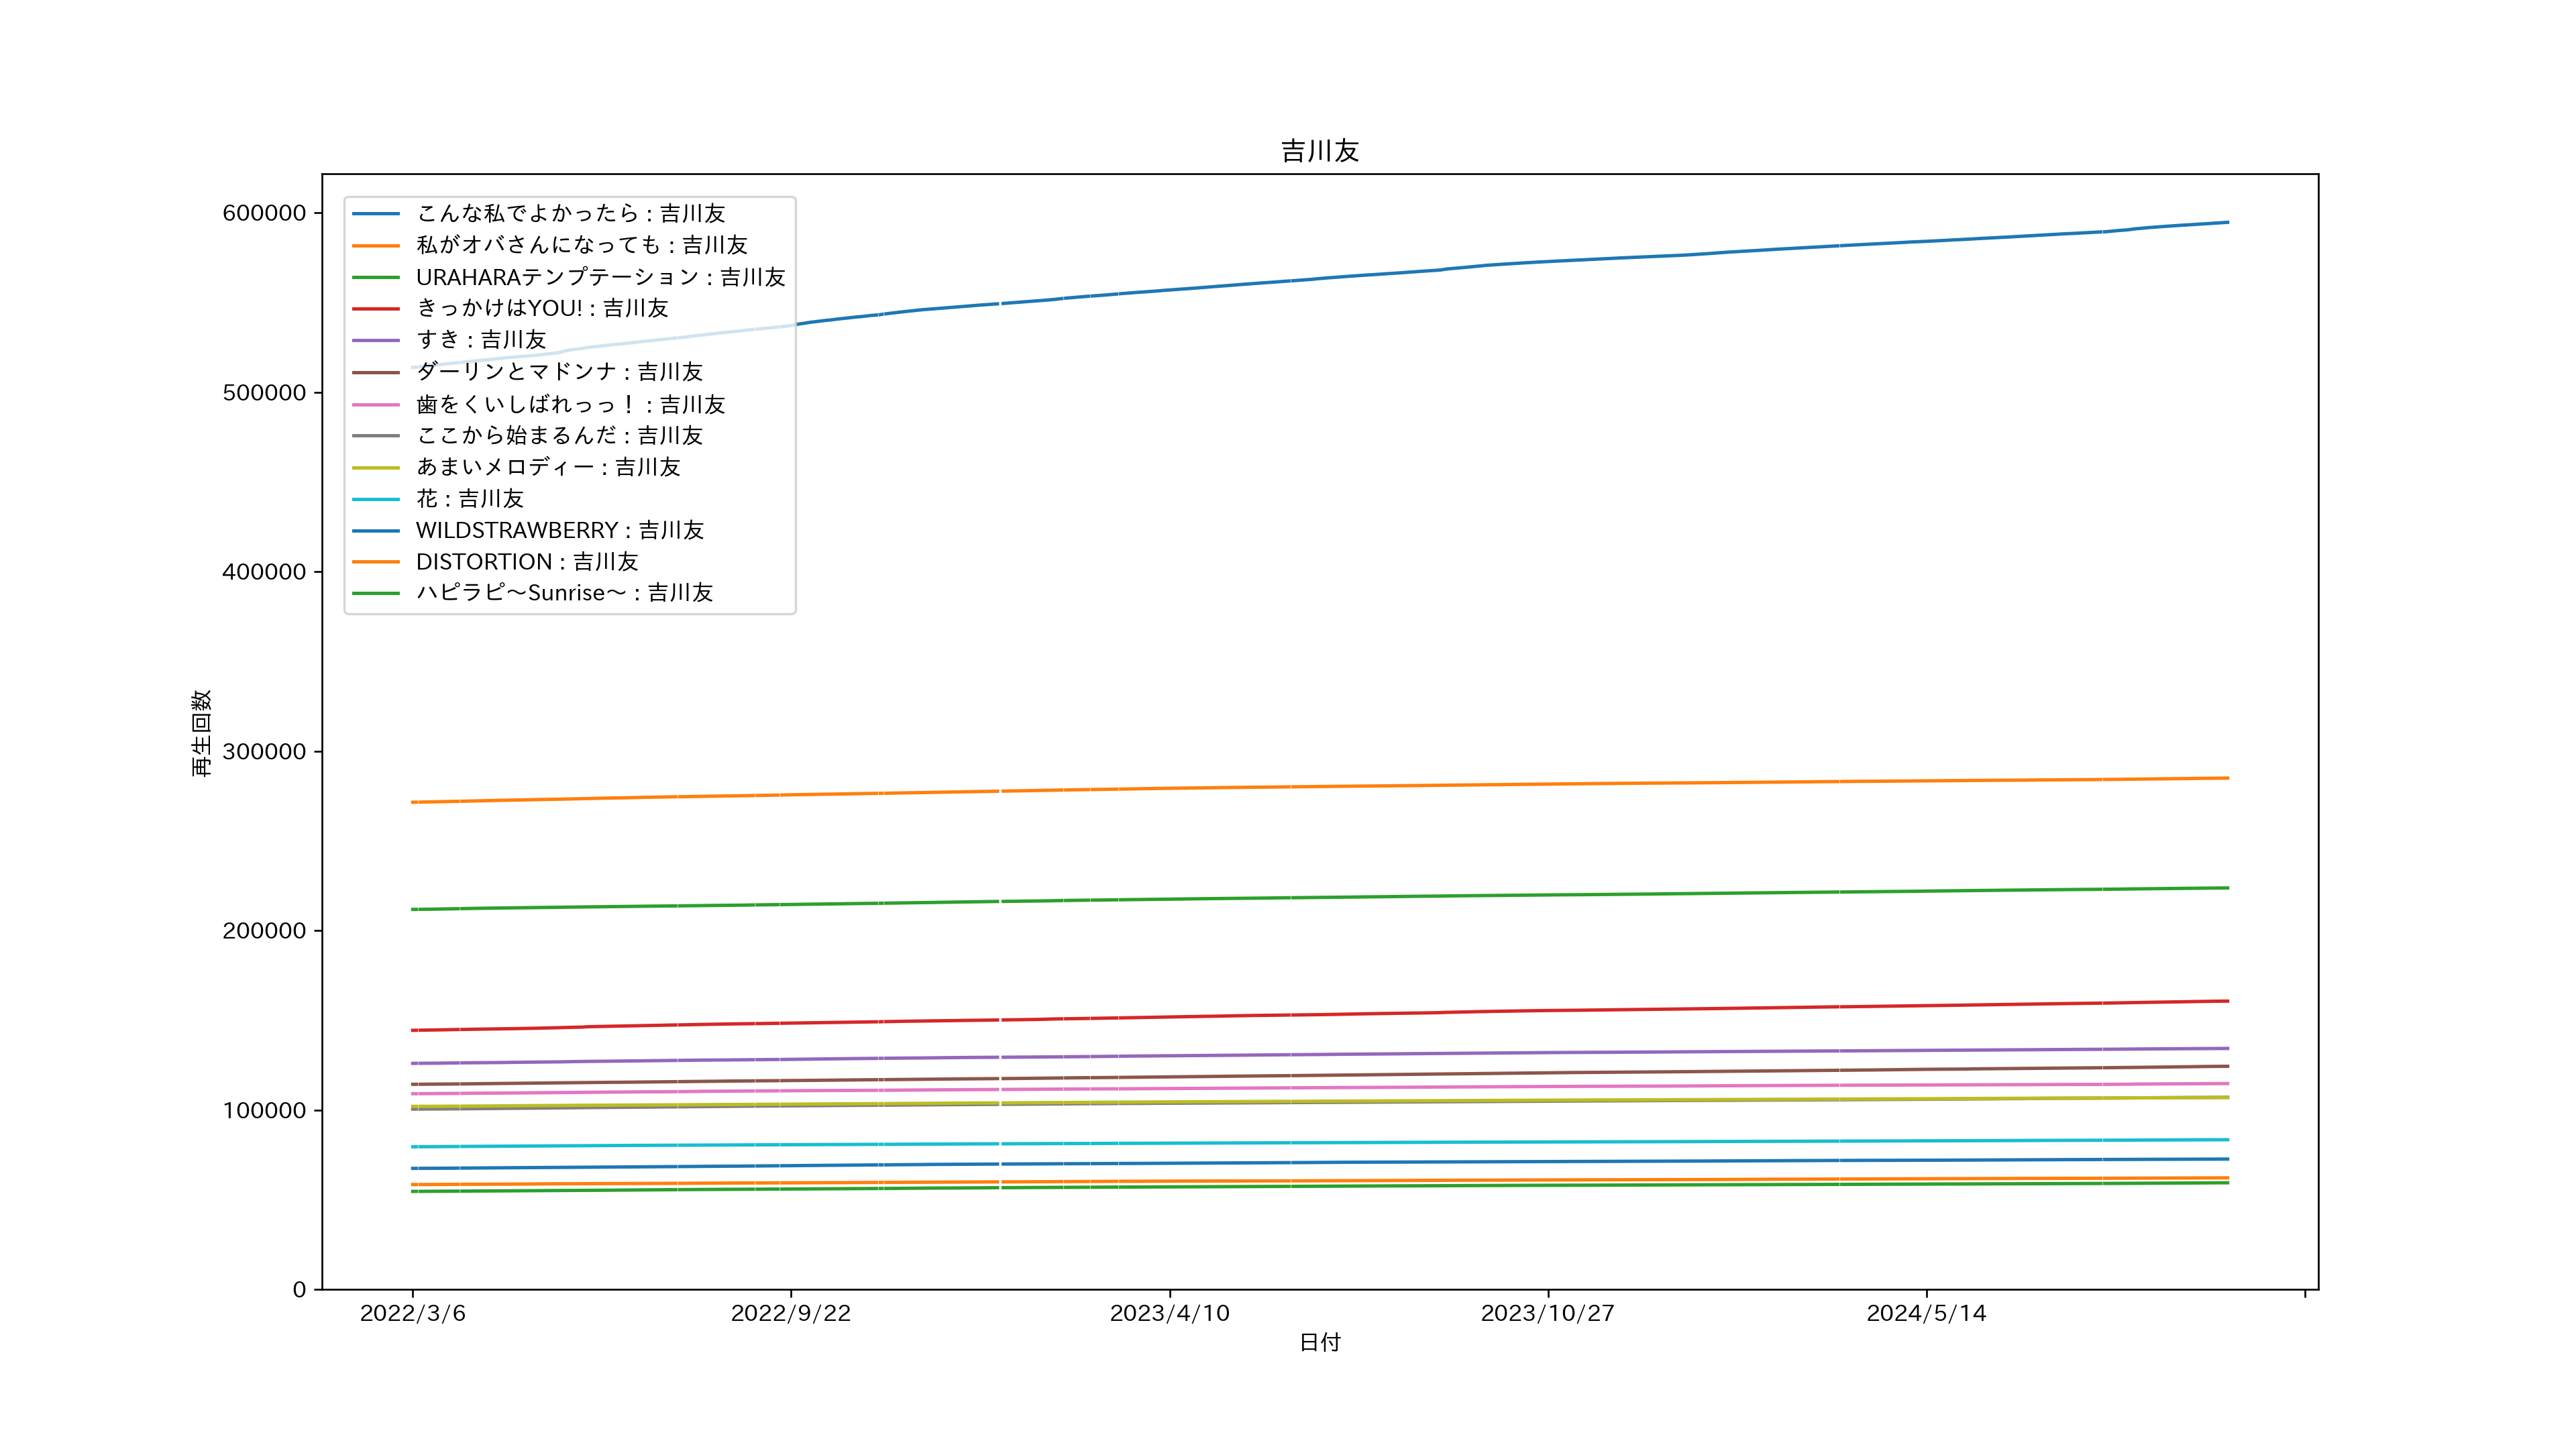 吉川友
600000
500000
400000
300000
200000
100000
0
再生回数
こんな私でよかったら : 吉川友
私がオバさんになっても : 吉川友
URAHARAテンプテーション : 吉川友
きっかけはYOU! : 吉川友
すき : 吉川友
ダーリンとマドンナ : 吉川友
歯をくいしばれっっ！ : 吉川友
ここから始まるんだ : 吉川友
あまいメロディー : 吉川友
花 : 吉川友
WILDSTRAWBERRY : 吉川友
DISTORTION : 吉川友
ハピラピ～Sunrise～ : 吉川友
2022/3/6
2022/9/22
2023/4/10
2023/10/27
2024/5/14
日付